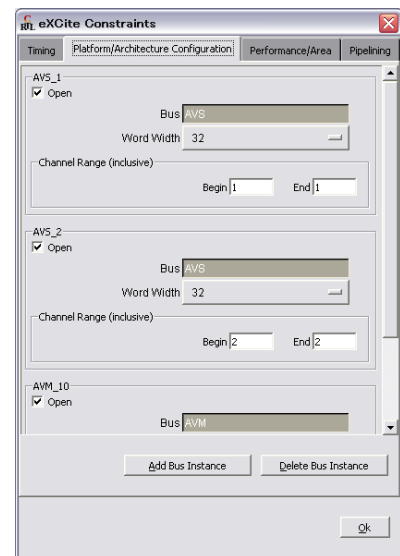 C RTL eXCite Constraints
Timing Platform/Architecture Configuration Performance/Area Pipelining
AVS_1
Open
Bus AVS
Word Width 32
Channel Range (inclusive)
Begin 1 End 1
AVS_2
Open
Bus AVS
Word Width 32
Channel Range (inclusive)
Begin 2 End 2
AVM_10
Open
Bus AVM
Add Bus Instance Delete Bus Instance
Ok